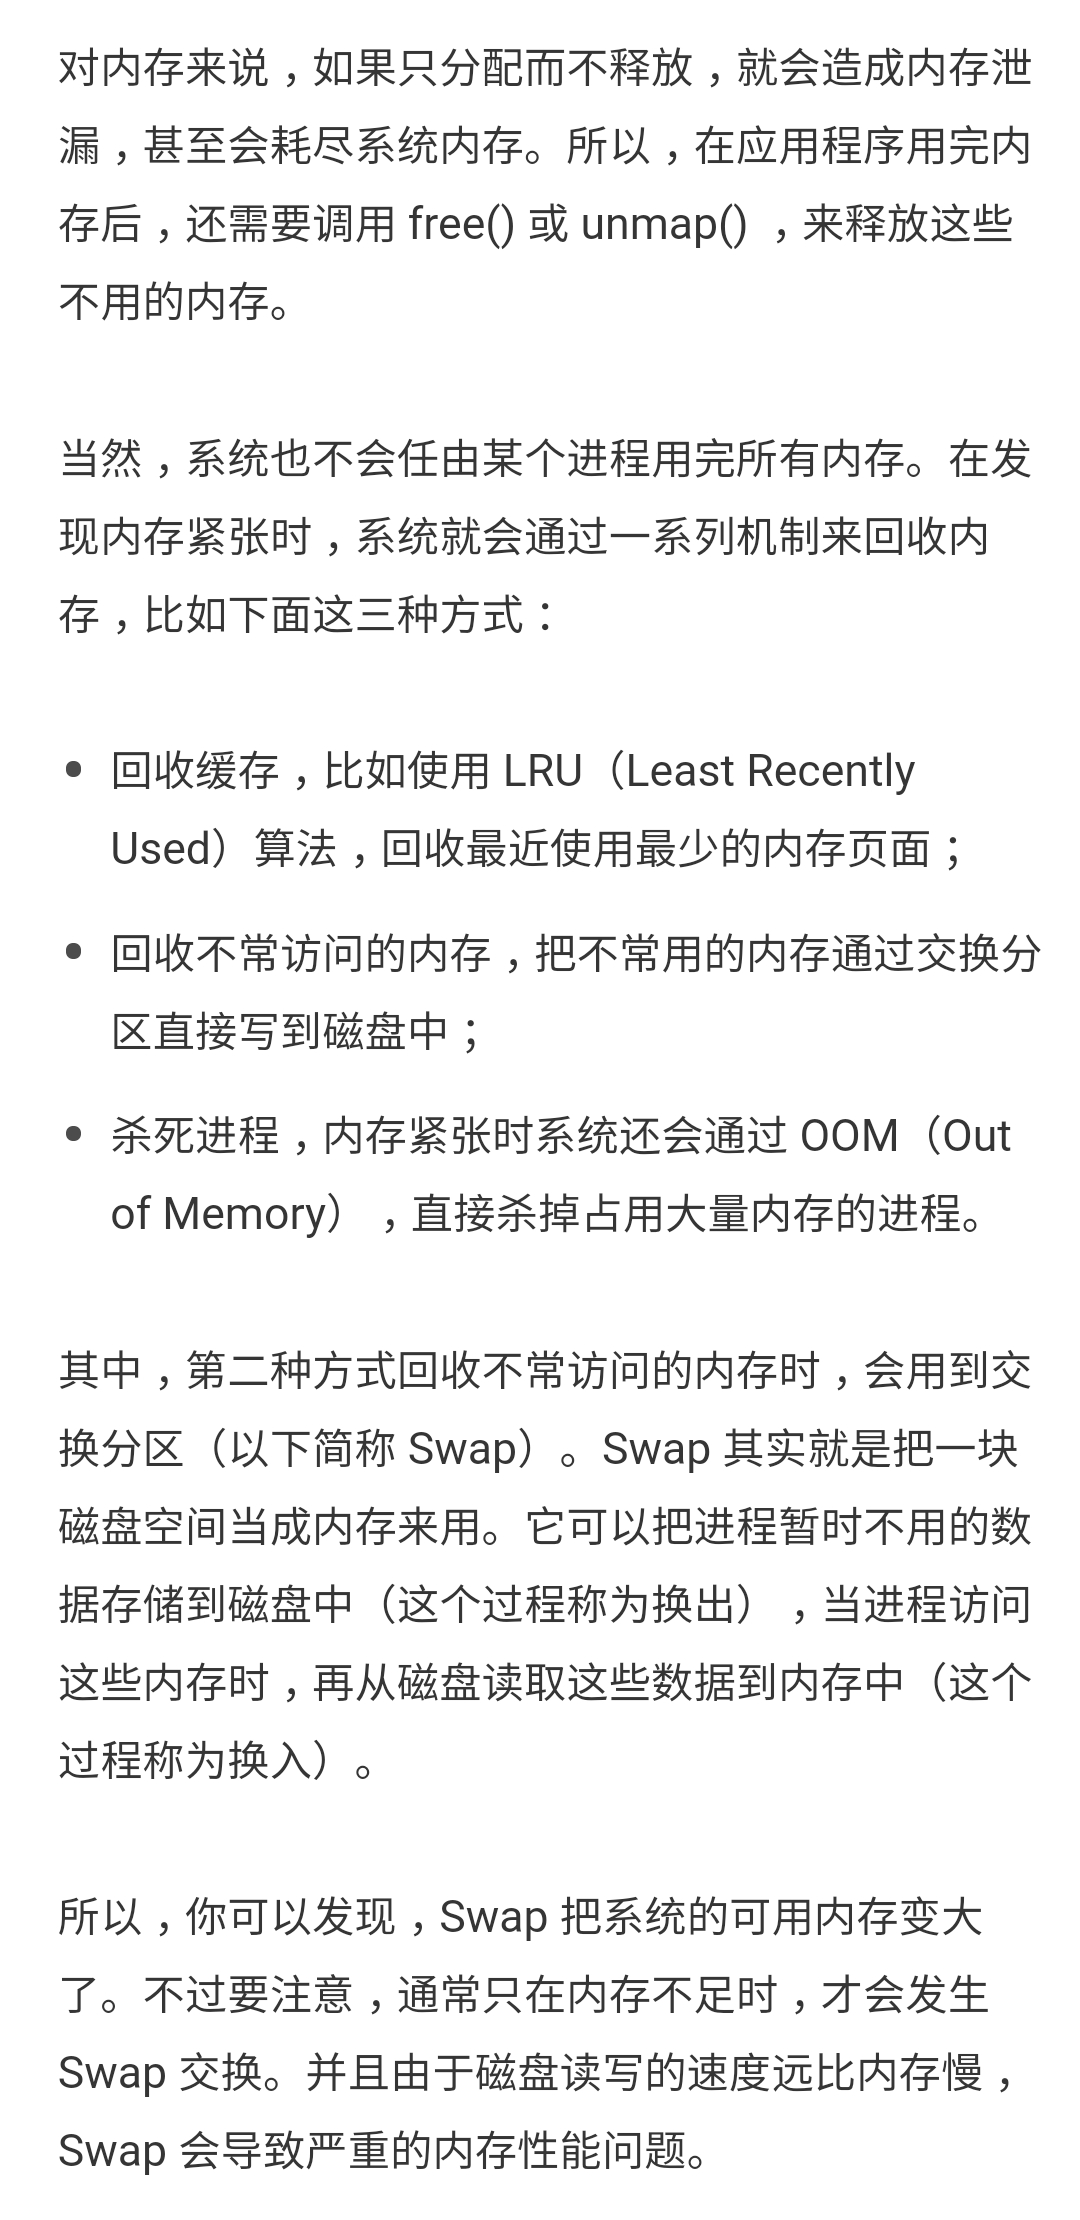 对内存来说，如果只分配而不释放，就会造成内存泄
漏，甚至会耗尽系统内存。所以，在应用程序用完内
存后，还需要调用 free() 或 unmap() ，来释放这些
不用的内存。
当然，系统也不会任由某个进程用完所有内存。在发
现内存紧张时，系统就会通过一系列机制来回收内
存，比如下面这三种方式：
• 回收缓存，比如使用 LRU（Least Recently
Used）算法，回收最近使用最少的内存页面；
• 回收不常访问的内存，把不常用的内存通过交换分
区直接写到磁盘中；
• 杀死进程，内存紧张时系统还会通过 OOM（Out
of Memory） ，直接杀掉占用大量内存的进程。
其中，第二种方式回收不常访问的内存时，会用到交
换分区（以下简称 Swap）。Swap 其实就是把一块
磁盘空间当成内存来用。它可以把进程暂时不用的数
据存储到磁盘中（这个过程称为换出） ，当进程访问
这些内存时，再从磁盘读取这些数据到内存中（这个
过程称为换入）。
所以，你可以发现，Swap 把系统的可用内存变大
了。不过要注意，通常只在内存不足时，才会发生
Swap 交换。并且由于磁盘读写的速度远比内存慢，
Swap 会导致严重的内存性能问题。